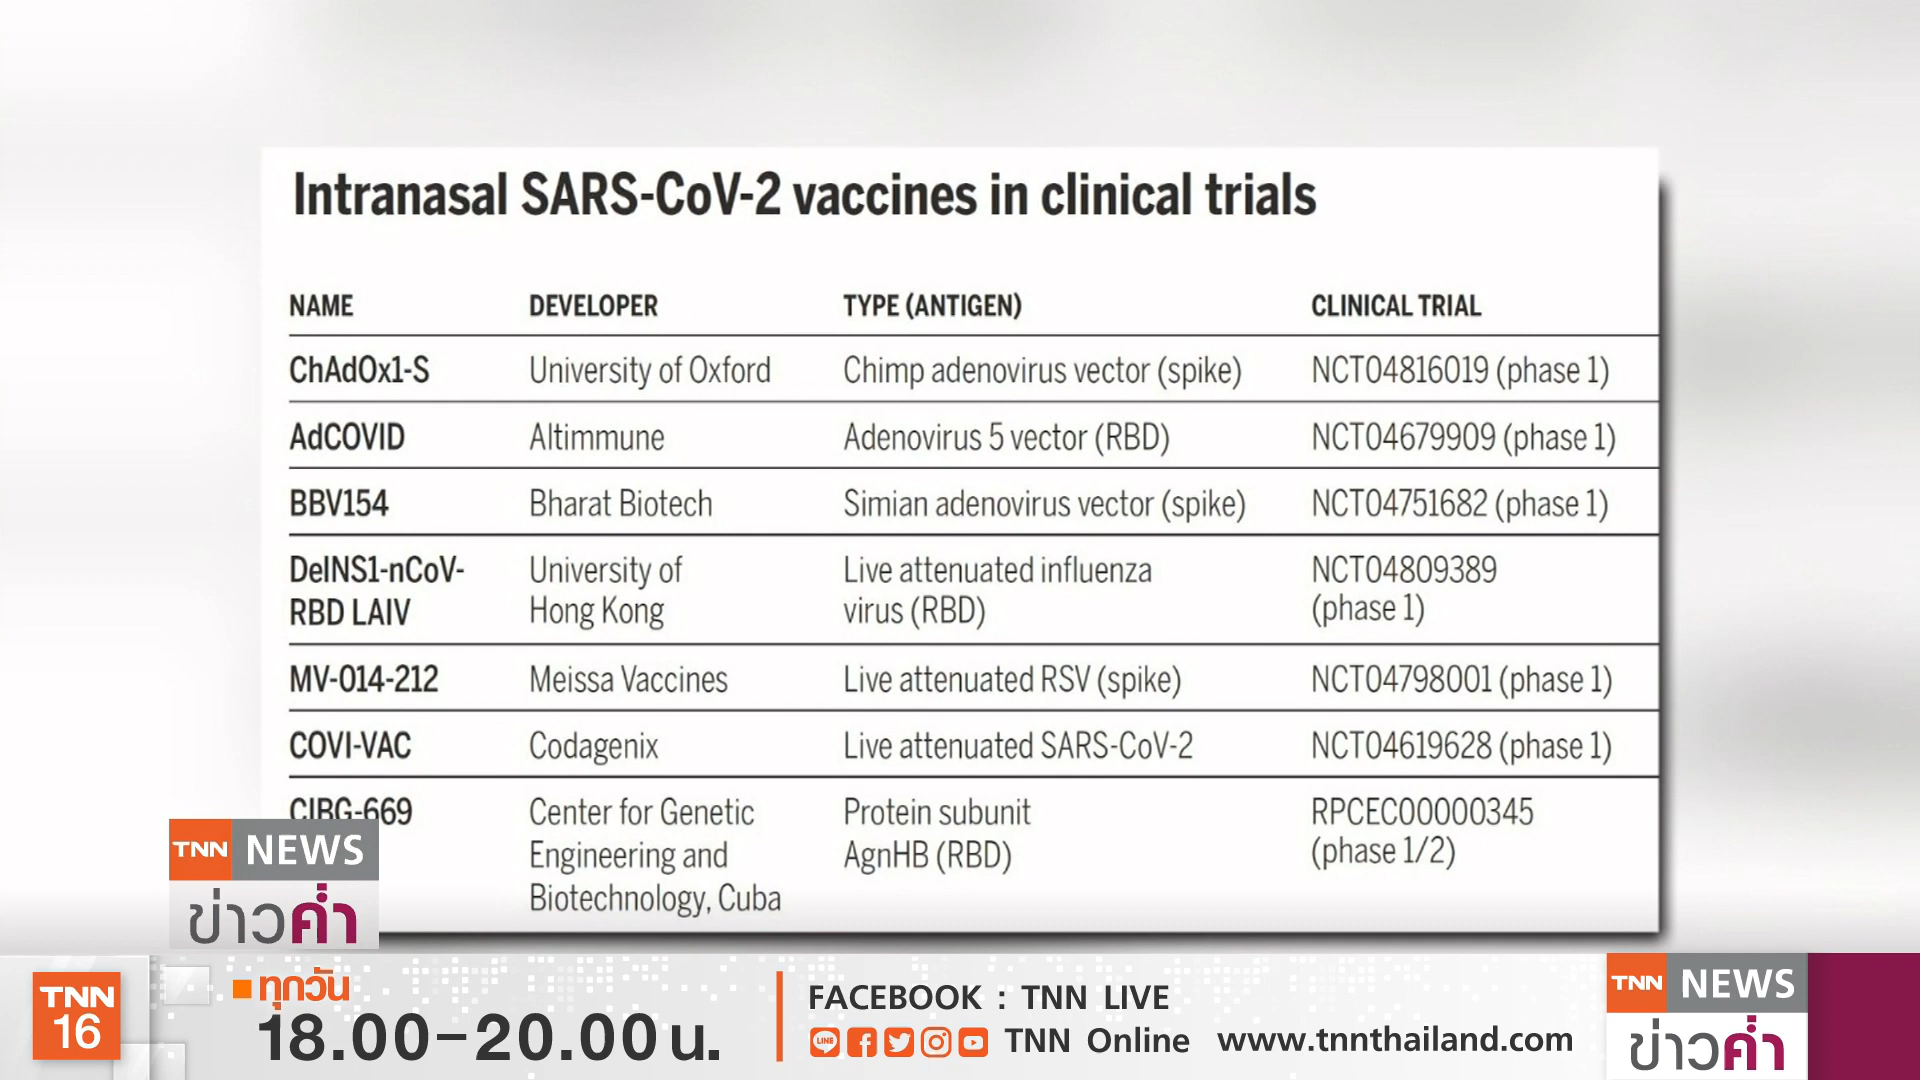 Intranasal SARS-CoV-2 vaccines in clinical trials
NAME DEVELOPER TYPE (ANTIGEN) CLINICAL TRIAL
ChAdOx1-S University of Oxford Chimp adenovirus vector (spike) NCT04816019 (phase 1)
AdCOVID Altimmune Adenovirus 5 vector (RBD) NCT04679909 (phase 1)
BBV154 Bharat Biotech Simian adenovirus vector (spike) NCT04751682 (phase 1)
DelNS1-nCoV- University of Live attenuated influenza NCT04809389
RBD LAIV Hong Kong virus (RBD) (phase 1)
MV-014-212 Meissa Vaccines Live attenuated RSV (spike) NCT04798001 (phase 1)
COVI-VAC Codagenix Live attenuated SARS-CoV-2 NCT04619628 (phase 1)
CIBG-669 Center for Genetic Protein subunit RPCEC00000345
Engineering and AgnHB (RBD) (phase 1/2)
Biotechnology, Cuba
TNN NEWS
ข่าวค่ำ
TNN
16
ทุกวัน
18.00-20.00 น.
FACEBOOK : TNN LIVE
LINE TNN Online www.tnnthailand.com
TNN NEWS
ข่าวค่ำ